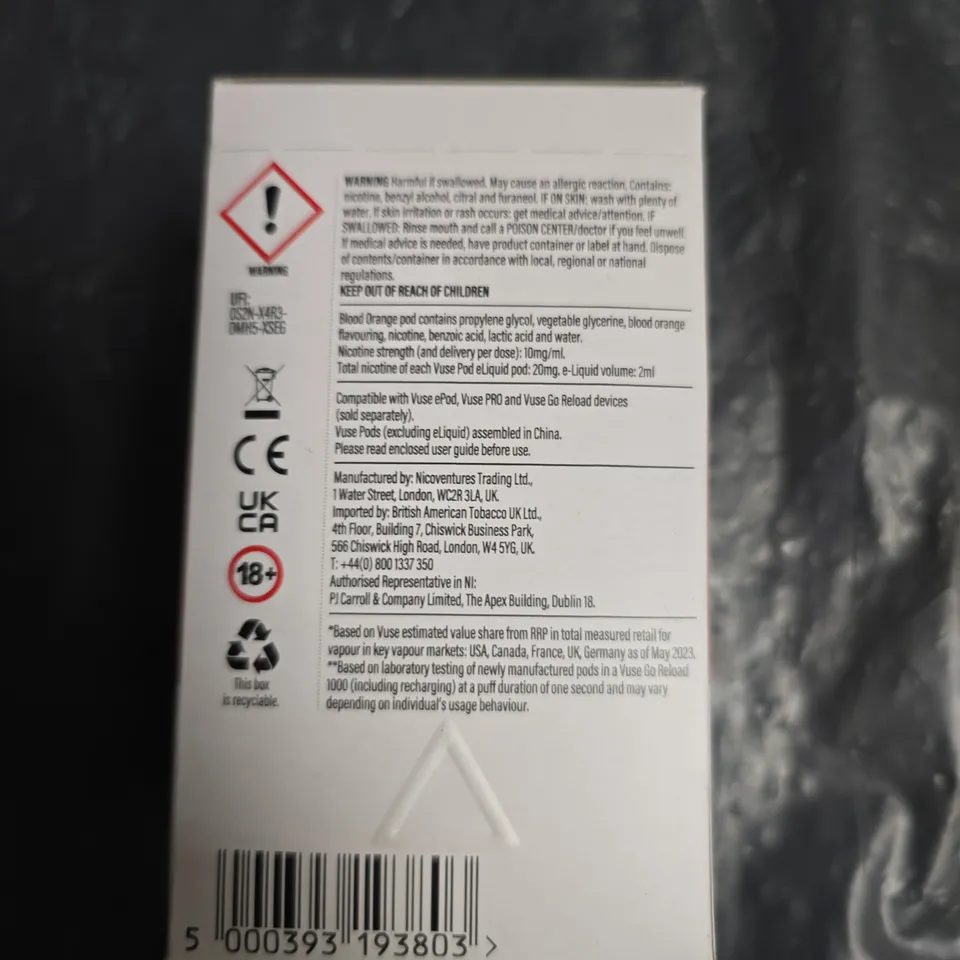 WARNING Harmful if swallowed. May cause an allergic reaction. Contains:
nicotine, benzyl alcohol, citral and furaneol. IF ON SKIN: wash with plenty of
water. If skin irritation or rash occurs: get medical advice/attention. IF
SWALLOWED: Rinse mouth and call a POISON CENTER/doctor if you feel unwell.
If medical advice is needed, have product container or label at hand. Dispose
of contents/container in accordance with local, regional or national
regulations.
KEEP OUT OF REACH OF CHILDREN
WARNING
UFI:
DS2N-X4R3-
DMH5-XSEG
Blood Orange pod contains propylene glycol, vegetable glycerine, blood orange
flavouring, nicotine, benzoic acid, lactic acid and water.
Nicotine strength (and delivery per dose): 10mg/ml.
Total nicotine of each Vuse Pod eLiquid pod: 20mg. e-Liquid volume: 2ml
Compatible with Vuse ePod, Vuse PRO and Vuse Go Reload devices
(sold separately).
Vuse Pods (excluding eLiquid) assembled in China.
Please read enclosed user guide before use.
CE
UK
CA
18+
Manufactured by: Nicoventures Trading Ltd.,
1 Water Street, London, WC2R 3LA, UK.
Imported by: British American Tobacco UK Ltd.,
4th Floor, Building 7, Chiswick Business Park,
566 Chiswick High Road, London, W4 5YG, UK.
T: +44(0) 800 1337 350
Authorised Representative in NI:
PJ Carroll & Company Limited, The Apex Building, Dublin 18.
This box
is recyclable.
*Based on Vuse estimated value share from RRP in total measured retail for
vapour in key vapour markets: USA, Canada, France, UK, Germany as of May 2023.
**Based on laboratory testing of newly manufactured pods in a Vuse Go Reload
1000 (including recharging) at a puff duration of one second and may vary
depending on individual's usage behaviour.
5 000393 193803 >